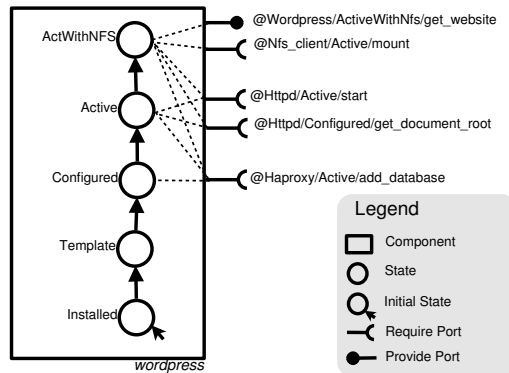 @Wordpress/ActiveWithNfs/get_website
ActWithNFS
@Nfs_client/Active/mount
@Httpd/Active/start
Active
@Httpd/Configured/get_document_root
Configured
@Haproxy/Active/add_database
Template
Installed
wordpress
Legend
Component
State
Initial State
Require Port
Provide Port